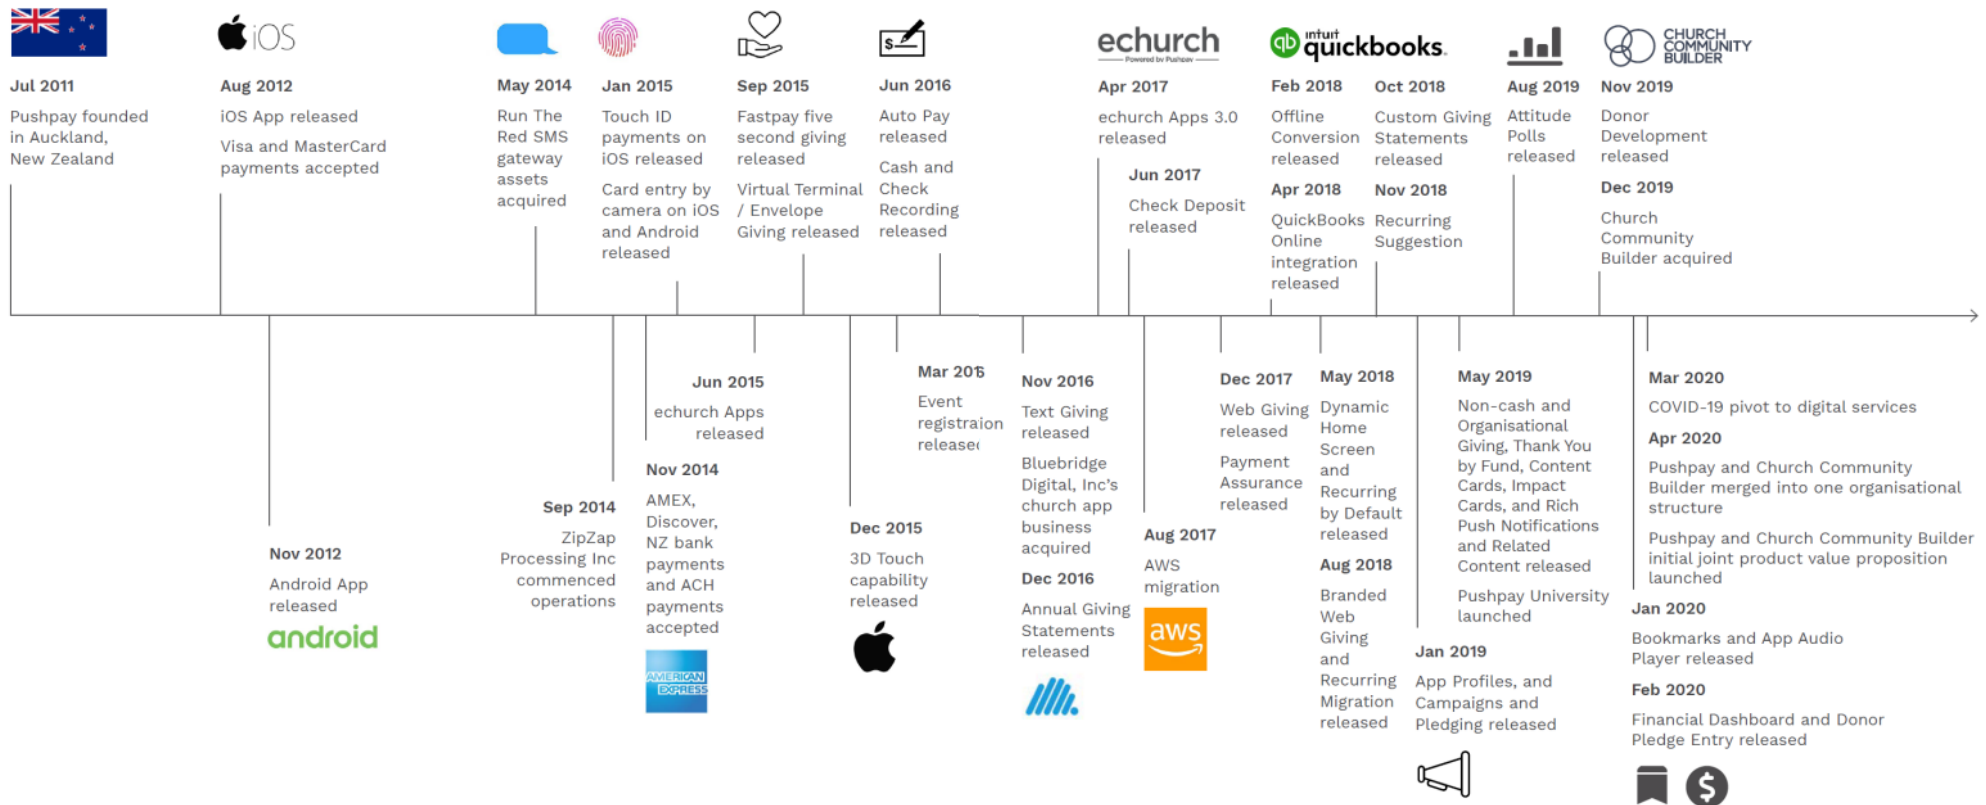 iOS
echurch
Powered by Pushpay
qb
intuit
quickbooks.
CHURCH
COMMUNITY
BUILDER
Jul 2011
Pushpay founded
in Auckland,
New Zealand
Aug 2012
iOS App released
Visa and MasterCard
payments accepted
May 2014
Run The
Red SMS
gateway
assets
acquired
Jan 2015
Touch ID
payments on
iOS released
Card entry by
camera on iOS
and Android
released
Sep 2015
Fastpay five
second giving
released
Virtual Terminal
/ Envelope
Giving released
$
Jun 2016
Auto Pay
released
Cash and
Check
Recording
released
Apr 2017
echurch Apps 3.0
released
Jun 2017
Check Deposit
released
Feb 2018
Offline
Conversion
released
Apr 2018
QuickBooks
Online
integration
released
Oct 2018
Custom Giving
Statements
released
Nov 2018
Recurring
Suggestion
Aug 2019
Attitude
Polls
released
Nov 2019
Donor
Development
released
Dec 2019
Church
Community
Builder acquired
Nov 2012
Android App
released
android
Sep 2014
ZipZap
Processing Inc
commenced
operations
Jun 2015
echurch Apps
released
Nov 2014
AMEX,
Discover,
NZ bank
payments
and ACH
payments
accepted
AMERICAN
EXPRESS
Dec 2015
3D Touch
capability
released
Mar 2016
Event
registraion
released
Nov 2016
Text Giving
released
Bluebridge
Digital, Inc's
church app
business
acquired
Dec 2016
Annual Giving
Statements
released
Aug 2017
AWS
migration
aws
Dec 2017
Web Giving
released
Payment
Assurance
released
May 2018
Dynamic
Home
Screen
and
Recurring
by Default
released
Aug 2018
Branded
Web
Giving
and
Recurring
Migration
released
May 2019
Non-cash and
Organisational
Giving, Thank You
by Fund, Content
Cards, Impact
Cards, and Rich
Push Notifications
and Related
Content released
Pushpay University
launched
Jan 2019
App Profiles, and
Campaigns and
Pledging released
Mar 2020
COVID-19 pivot to digital services
Apr 2020
Pushpay and Church Community
Builder merged into one organisational
structure
Pushpay and Church Community Builder
initial joint product value proposition
launched
Jan 2020
Bookmarks and App Audio
Player released
Feb 2020
Financial Dashboard and Donor
Pledge Entry released
$